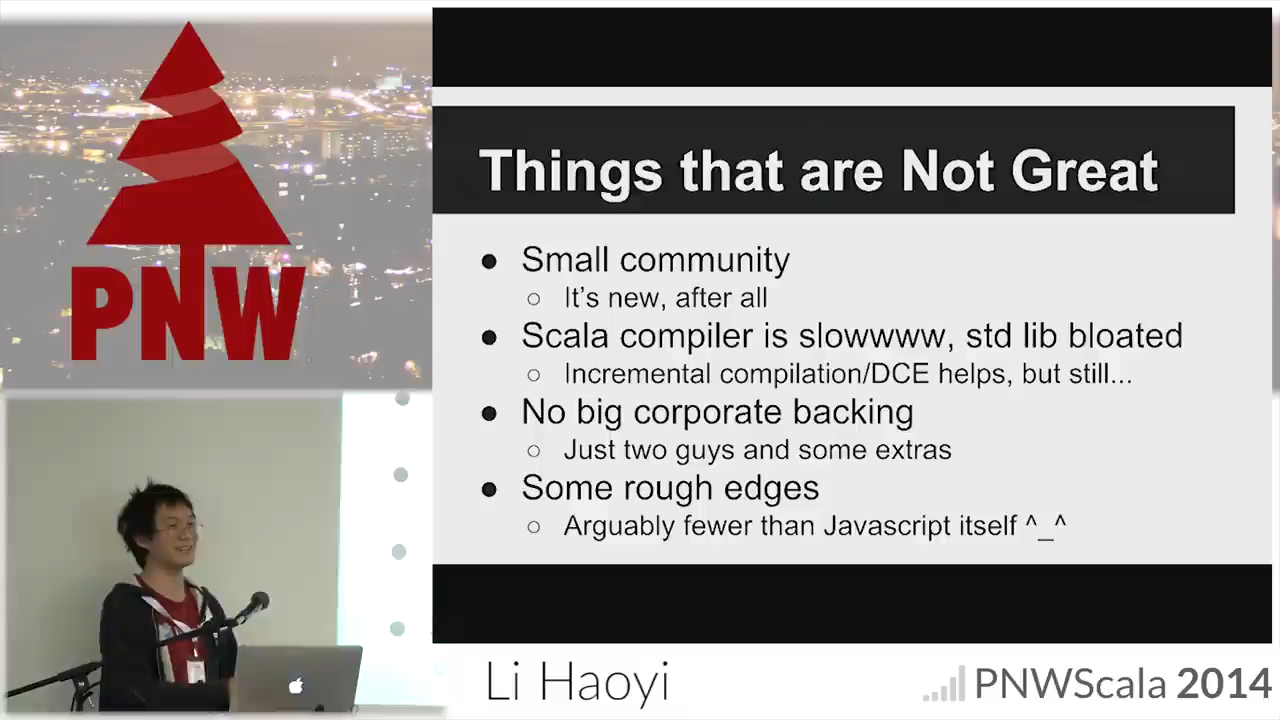 PNW
Things that are Not Great
● Small community
○ It's new, after all
● Scala compiler is slowwww, std lib bloated
○ Incremental compilation/DCE helps, but still...
● No big corporate backing
○ Just two guys and some extras
● Some rough edges
○ Arguably fewer than Javascript itself ^_^
Li Haoyi
PNWScala 2014